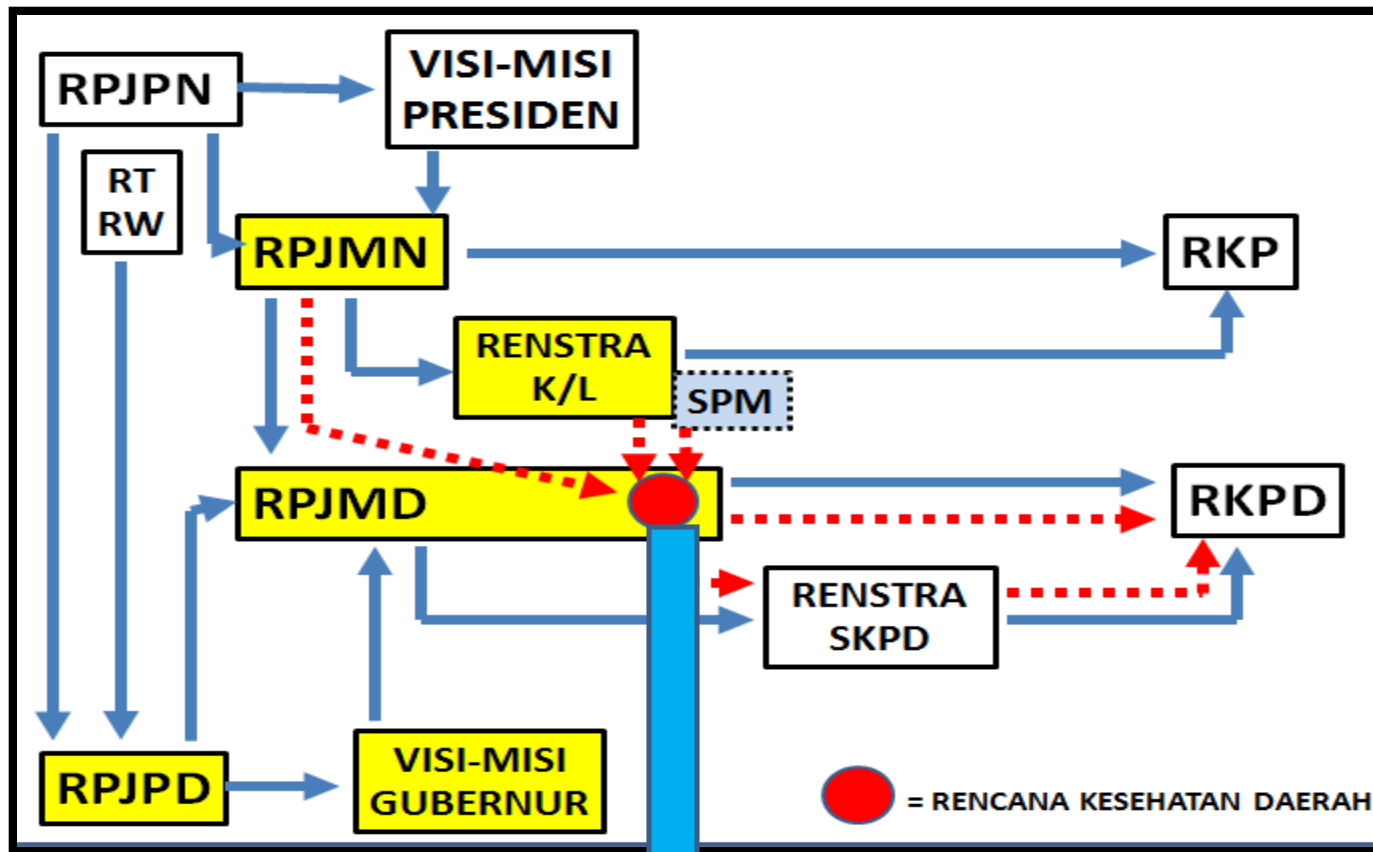 RPJPN
VISI-MISI
PRESIDEN
RT
RW
RPJMN
RKP
RENSTRA
K/L
SPM
RPJMD
RKPD
RENSTRA
SKPD
RPJPD
VISI-MISI
GUBERNUR
= RENCANA KESEHATAN DAERAH